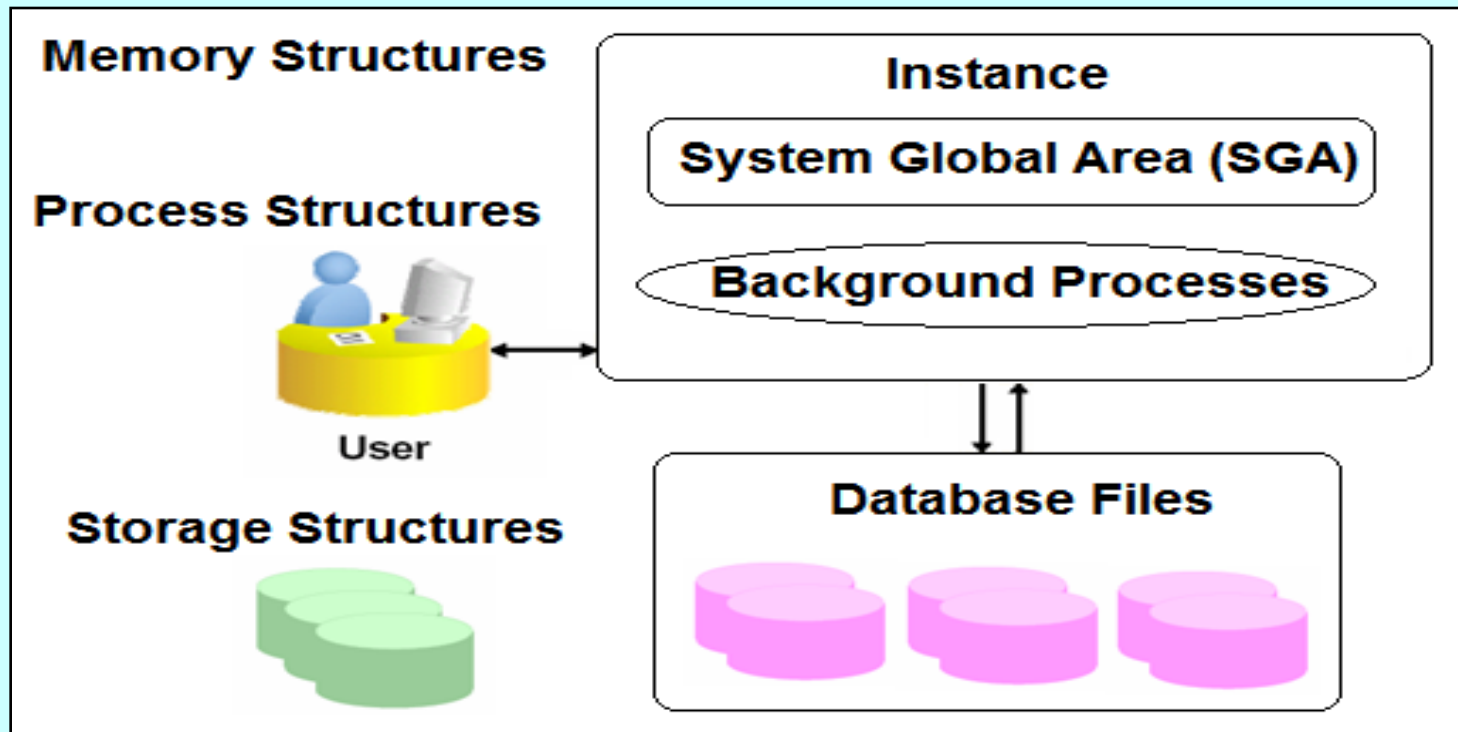 Memory Structures
Instance
System Global Area (SGA)
Process Structures
Background Processes
User
Database Files
Storage Structures